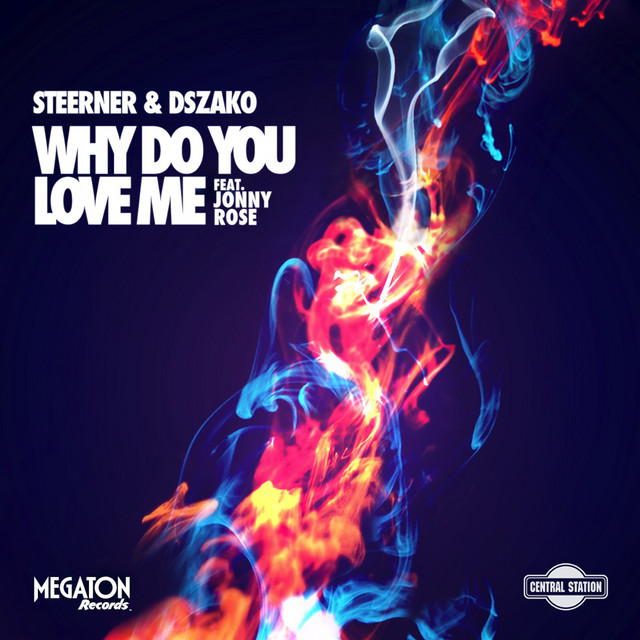 STEERNER & DSZAKO
WHY DO YOU
LOVE ME FEAT. JONNY ROSE
MEGATON
Records
CENTRAL STATION